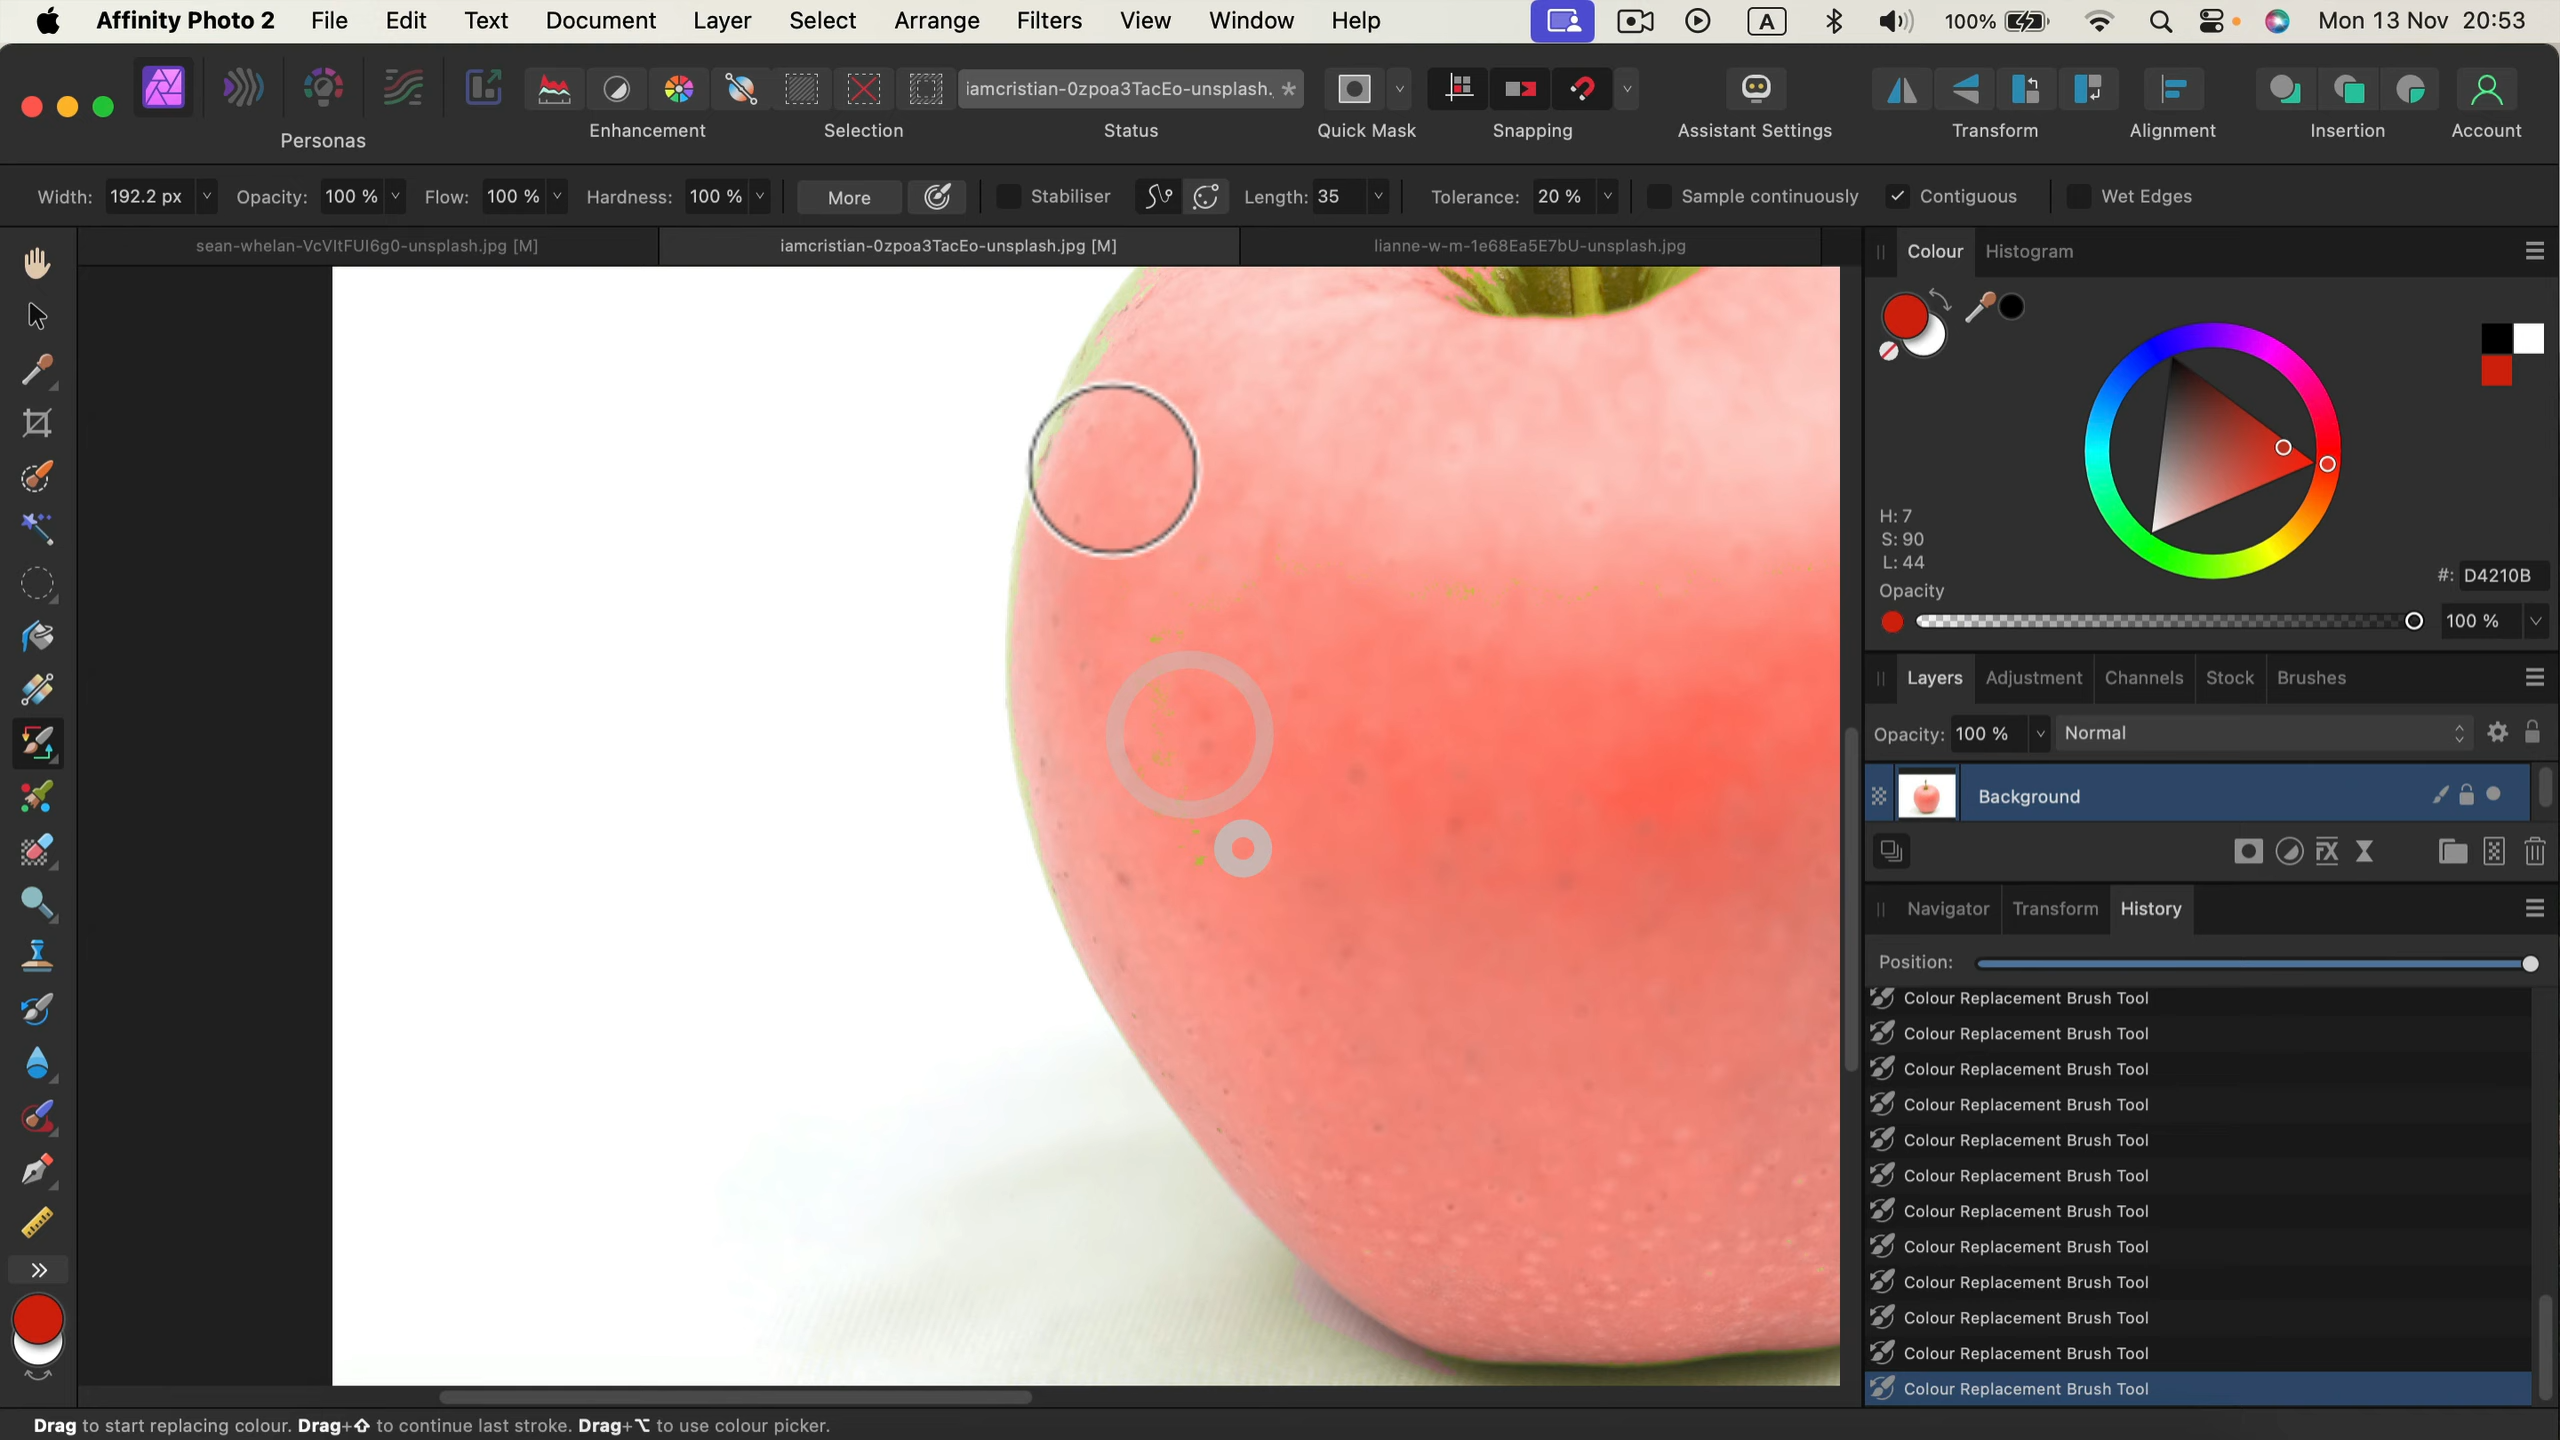 Affinity Photo 2 File Edit Text Document Layer Select Arrange Filters View Window Help A 100% Mon 13 Nov 20:53
iamcristian-0zpoa3TacEo-unsplash. *
Personas Enhancement Selection Status Quick Mask Snapping Assistant Settings Transform Alignment Insertion Account
Width: 192.2 px Opacity: 100 % Flow: 100 % Hardness: 100 % More Stabiliser Length: 35 Tolerance: 20 % Sample continuously Contiguous Wet Edges
sean-whelan-VcVItFUI6g0-unsplash.jpg [M] iamcristian-0zpoa3TacEo-unsplash.jpg [M] lianne-w-m-1e68Ea5E7bU-unsplash.jpg
Colour Histogram
H: 7
S: 90
L: 44
#: D4210B
Opacity
100 %
Layers Adjustment Channels Stock Brushes
Opacity: 100 % Normal
Background
FX
Navigator Transform History
Position:
Colour Replacement Brush Tool
Colour Replacement Brush Tool
Colour Replacement Brush Tool
Colour Replacement Brush Tool
Colour Replacement Brush Tool
Colour Replacement Brush Tool
Colour Replacement Brush Tool
Colour Replacement Brush Tool
Colour Replacement Brush Tool
Colour Replacement Brush Tool
Colour Replacement Brush Tool
Colour Replacement Brush Tool
Drag to start replacing colour. Drag+⇧ to continue last stroke. Drag+⌥ to use colour picker.